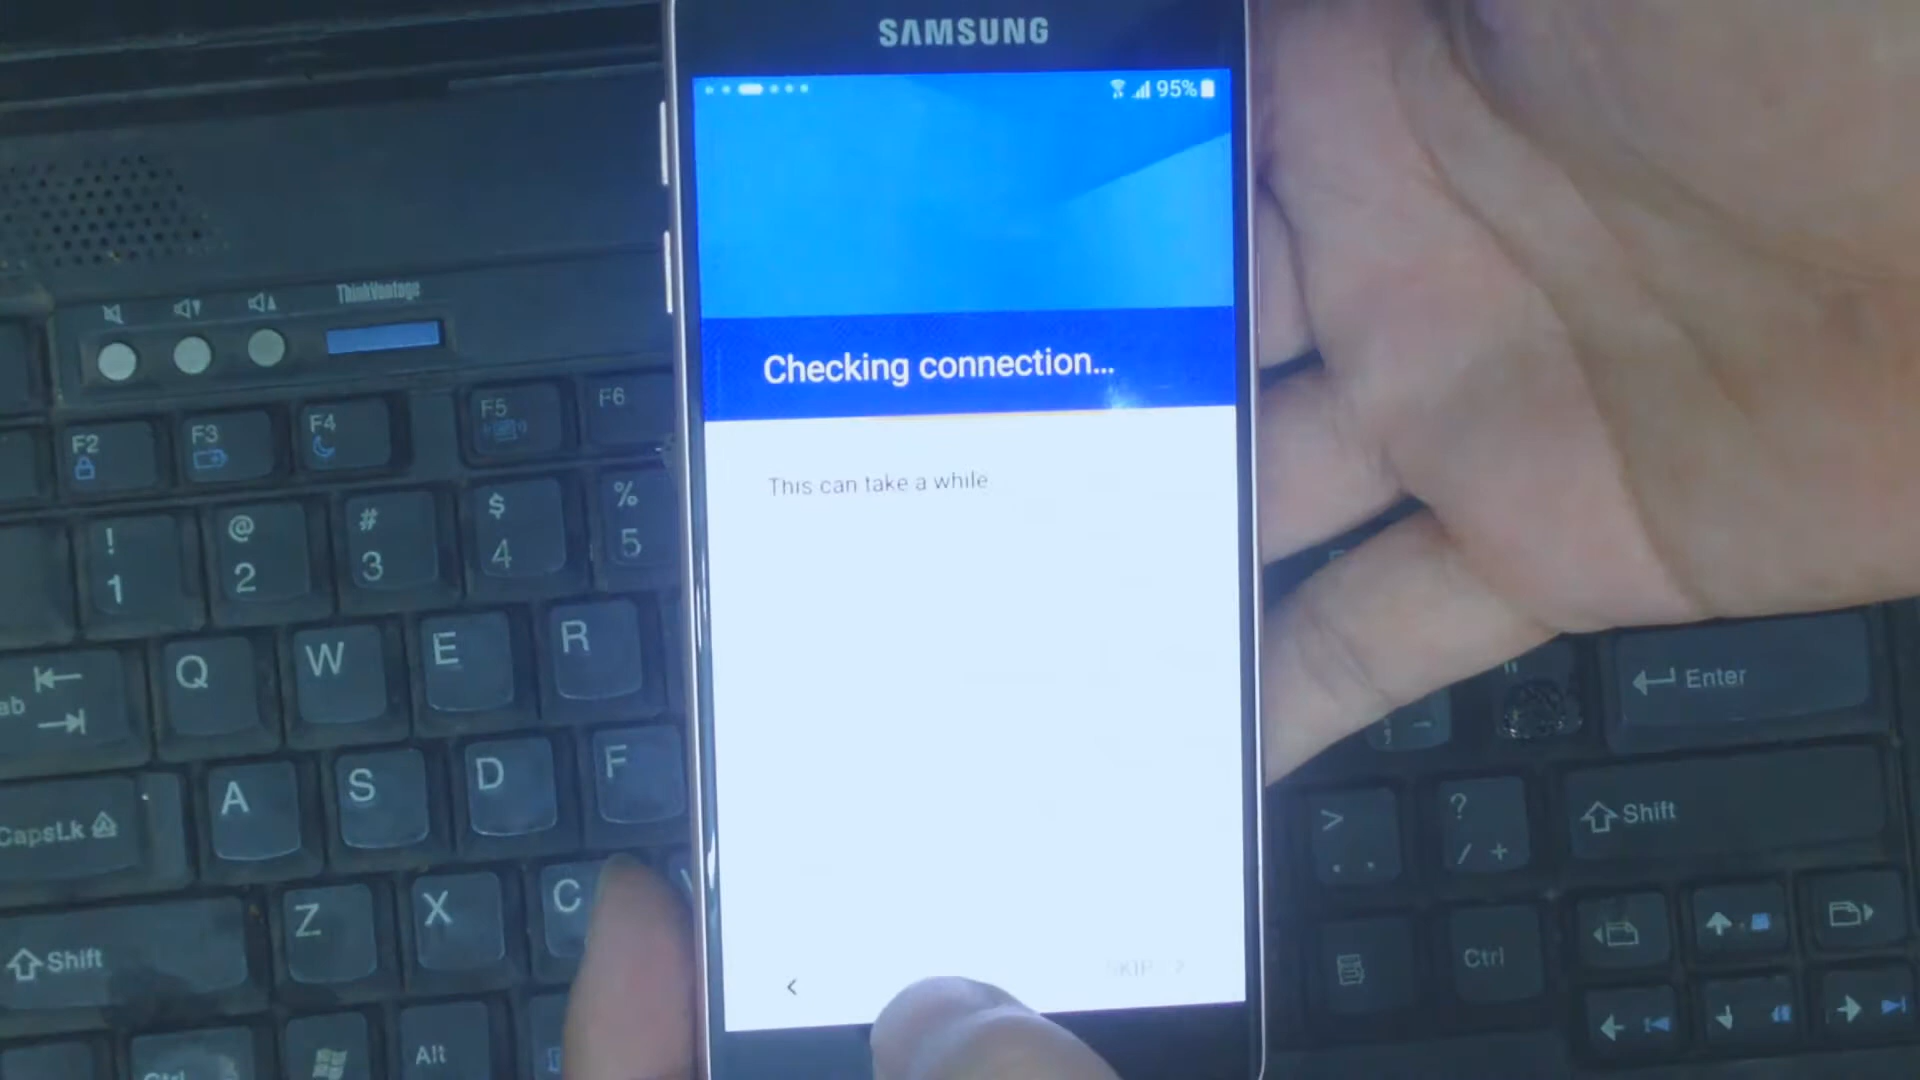 SAMSUNG
95%
Checking connection...
This can take a while
SKIP
ThinkVantage
F2
F3
F4
F5
F6
!
1
@
2
#
3
$
4
%
5
Q
W
E
R
Enter
A
S
D
F
CapsLk
Shift
Z
X
C
>
.
?
/ +
Shift
Alt
Ctrl